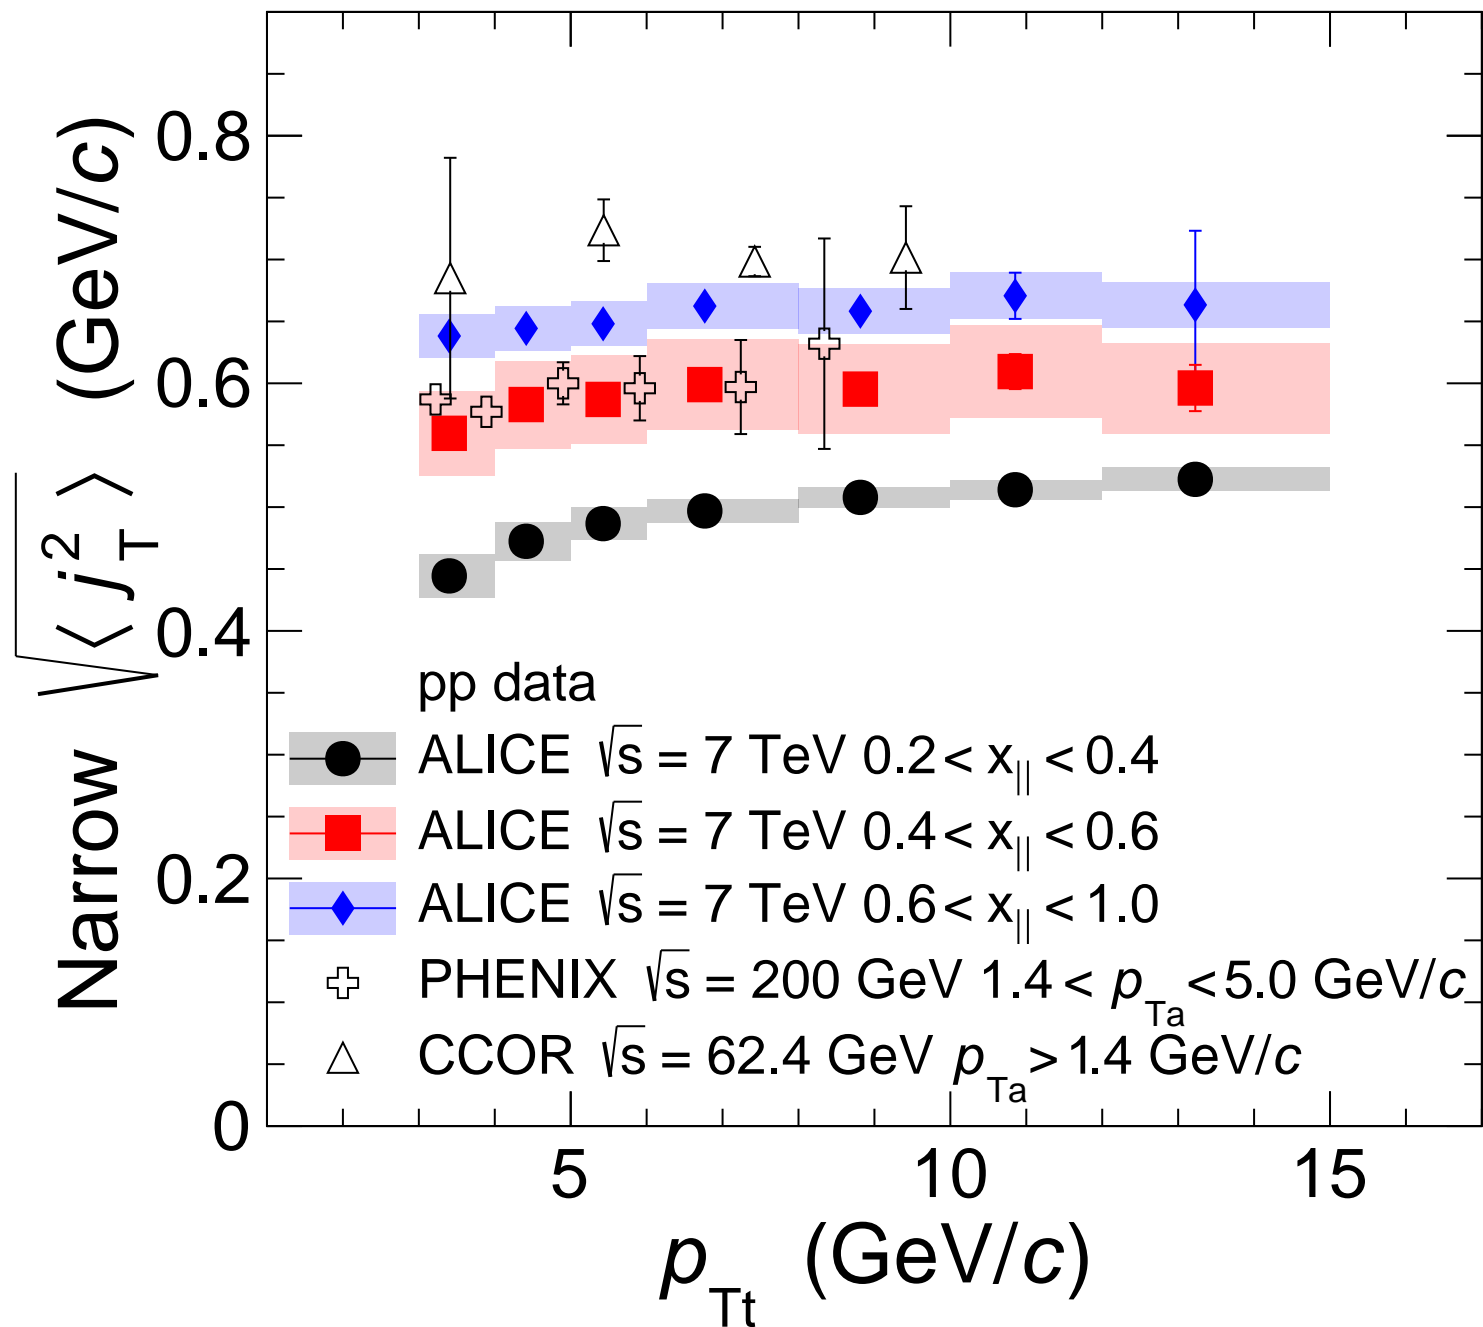 Narrow √⟨j_T^2⟩ (GeV/c)
0.8
0.6
0.4
0.2
0
pp data
ALICE √s = 7 TeV 0.2 < x_|| < 0.4
ALICE √s = 7 TeV 0.4 < x_|| < 0.6
ALICE √s = 7 TeV 0.6 < x_|| < 1.0
PHENIX √s = 200 GeV 1.4 < p_Ta < 5.0 GeV/c
CCOR √s = 62.4 GeV p_Ta > 1.4 GeV/c
5 10 15
p_Tt (GeV/c)